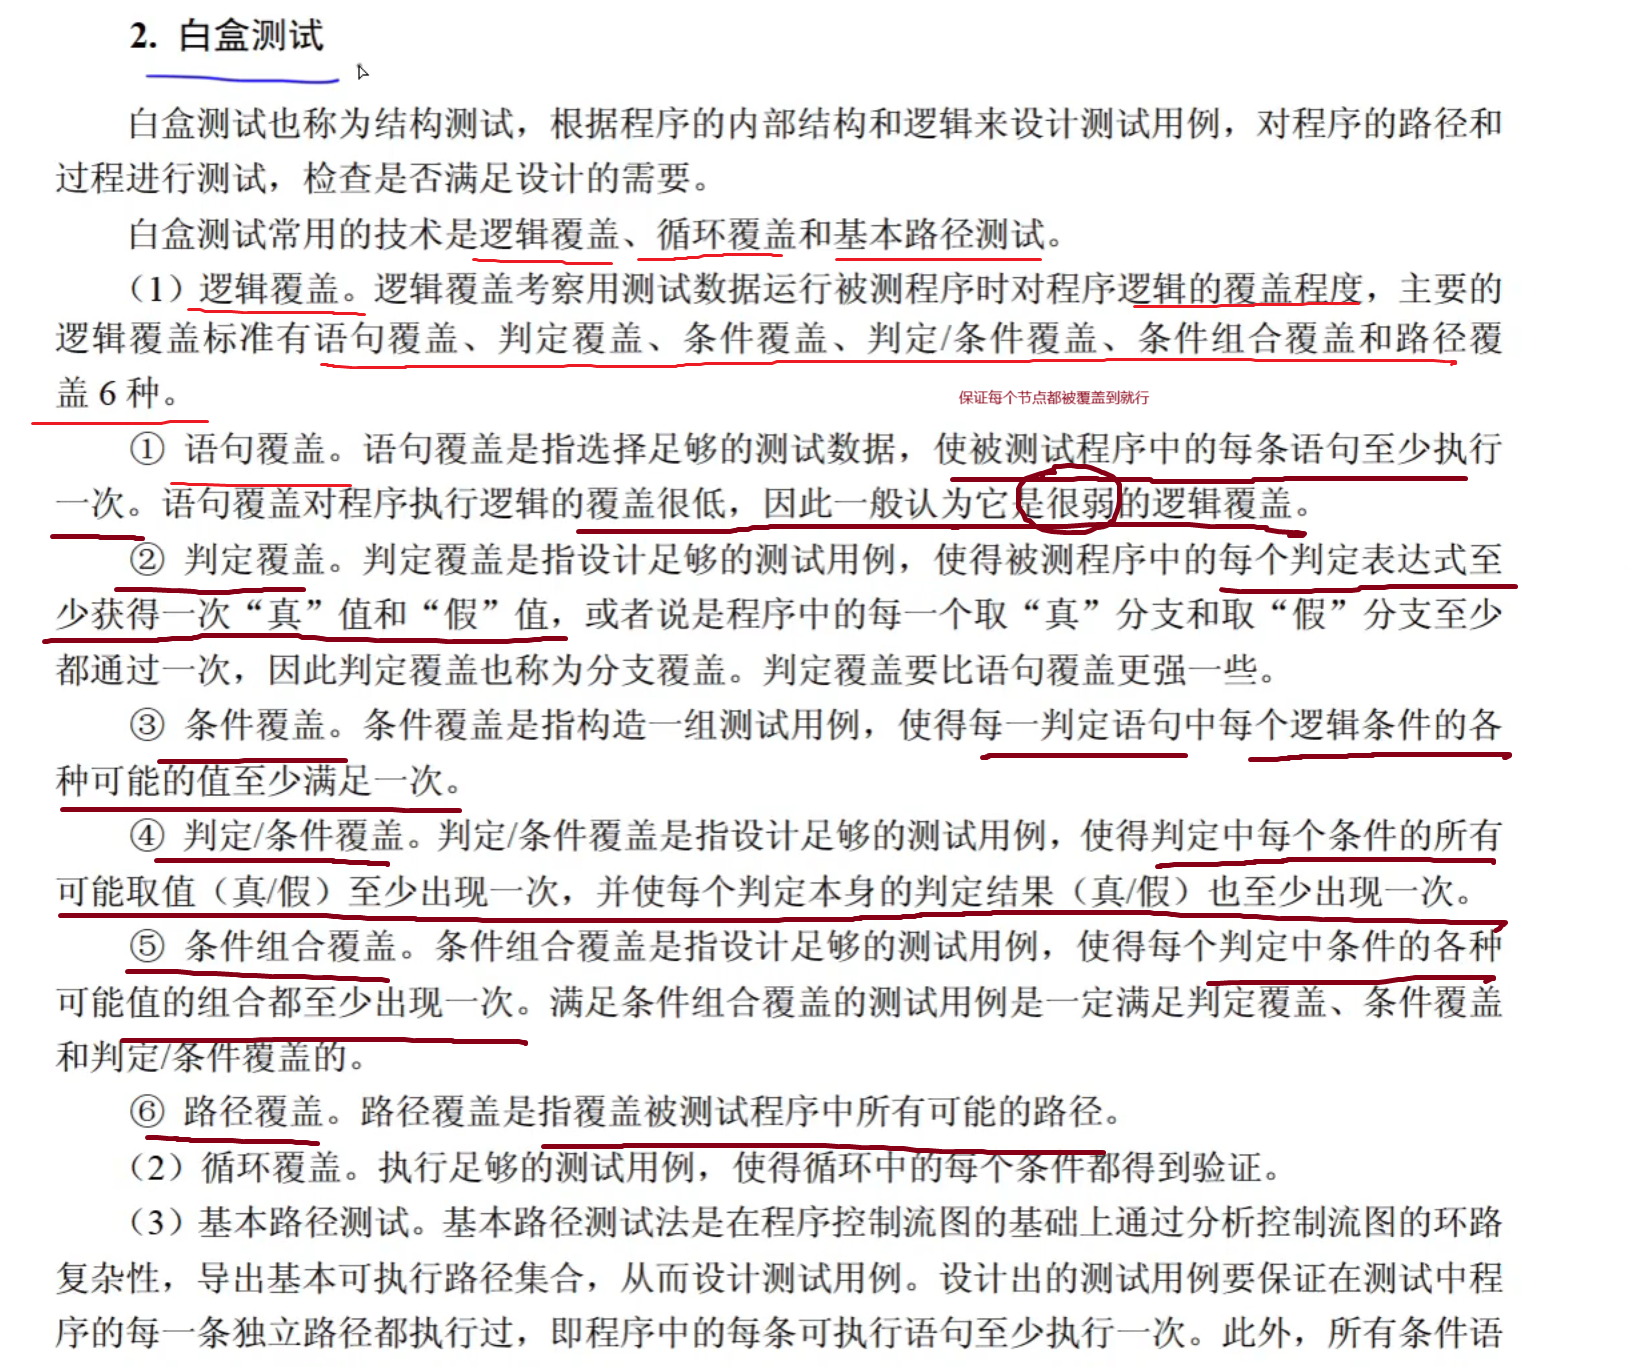 2. 白盒测试
白盒测试也称为结构测试，根据程序的内部结构和逻辑来设计测试用例，对程序的路径和
过程进行测试，检查是否满足设计的需要。
白盒测试常用的技术是逻辑覆盖、循环覆盖和基本路径测试。
（1）逻辑覆盖。逻辑覆盖考察用测试数据运行被测程序时对程序逻辑的覆盖程度，主要的
逻辑覆盖标准有语句覆盖、判定覆盖、条件覆盖、判定/条件覆盖、条件组合覆盖和路径覆
盖 6 种。
保证每个节点都被覆盖到就行
① 语句覆盖。语句覆盖是指选择足够的测试数据，使被测试程序中的每条语句至少执行
一次。语句覆盖对程序执行逻辑的覆盖很低，因此一般认为它是很弱的逻辑覆盖。
② 判定覆盖。判定覆盖是指设计足够的测试用例，使得被测程序中的每个判定表达式至
少获得一次“真”值和“假”值，或者说是程序中的每一个取“真”分支和取“假”分支至少
都通过一次，因此判定覆盖也称为分支覆盖。判定覆盖要比语句覆盖更强一些。
③ 条件覆盖。条件覆盖是指构造一组测试用例，使得每一判定语句中每个逻辑条件的各
种可能的值至少满足一次。
④ 判定/条件覆盖。判定/条件覆盖是指设计足够的测试用例，使得判定中每个条件的所有
可能取值（真/假）至少出现一次，并使每个判定本身的判定结果（真/假）也至少出现一次。
⑤ 条件组合覆盖。条件组合覆盖是指设计足够的测试用例，使得每个判定中条件的各种
可能值的组合都至少出现一次。满足条件组合覆盖的测试用例是一定满足判定覆盖、条件覆盖
和判定/条件覆盖的。
⑥ 路径覆盖。路径覆盖是指覆盖被测试程序中所有可能的路径。
（2）循环覆盖。执行足够的测试用例，使得循环中的每个条件都得到验证。
（3）基本路径测试。基本路径测试法是在程序控制流图的基础上通过分析控制流图的环路
复杂性，导出基本可执行路径集合，从而设计测试用例。设计出的测试用例要保证在测试中程
序的每一条独立路径都执行过，即程序中的每条可执行语句至少执行一次。此外，所有条件语